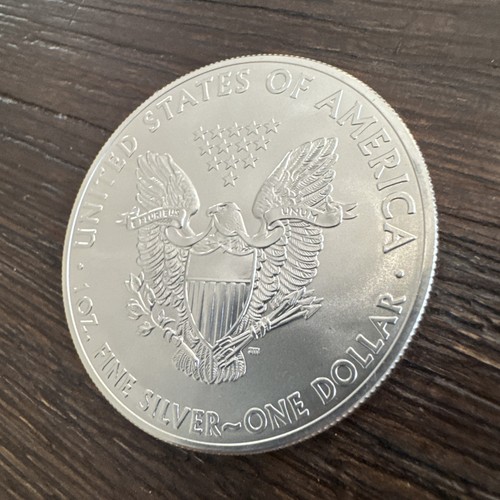 UNITED STATES OF AMERICA
E PLURIBUS UNUM
· 1 OZ. FINE SILVER~ONE DOLLAR ·